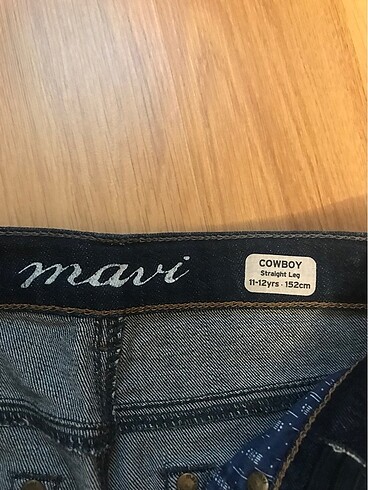 mavi
COWBOY
Straight Leg
11-12yrs - 152cm